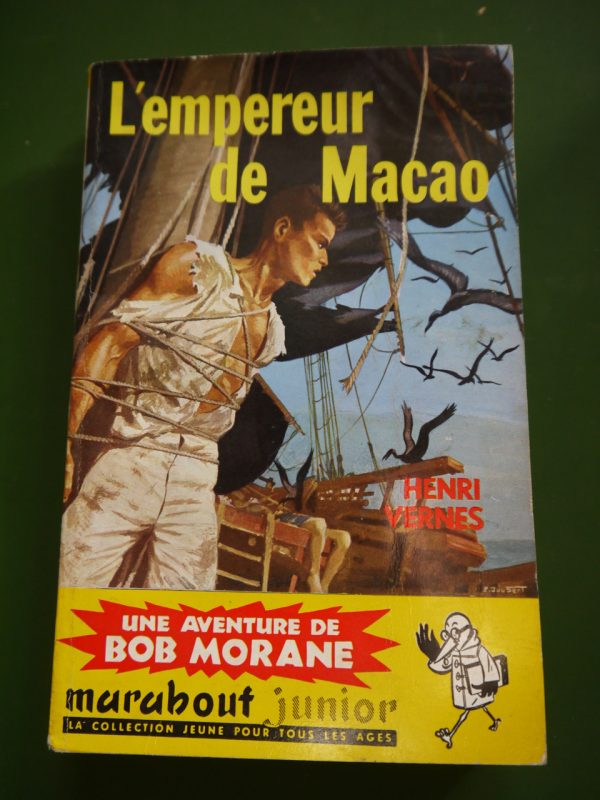 L'empereur
de Macao
HENRI
VERNES
P. Joubert
UNE AVENTURE DE
BOB MORANE
marabout junior
LA COLLECTION JEUNE POUR TOUS LES AGES